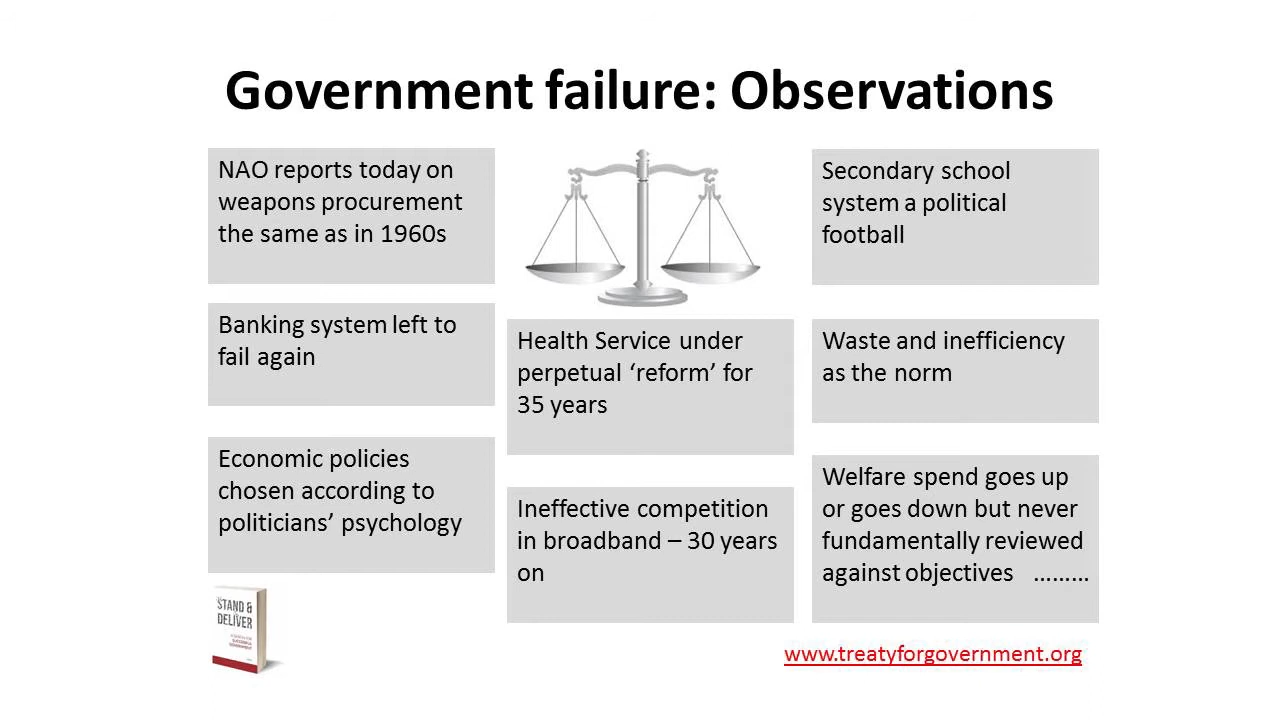 Government failure: Observations
NAO reports today on
weapons procurement
the same as in 1960s
Banking system left to
fail again
Economic policies
chosen according to
politicians’ psychology
Health Service under
perpetual ‘reform’ for
35 years
Ineffective competition
in broadband – 30 years
on
Secondary school
system a political
football
Waste and inefficiency
as the norm
Welfare spend goes up
or goes down but never
fundamentally reviewed
against objectives ………
STAND &
DELIVER
SUCCESSFUL
GOVERNMENT
www.treatyforgovernment.org